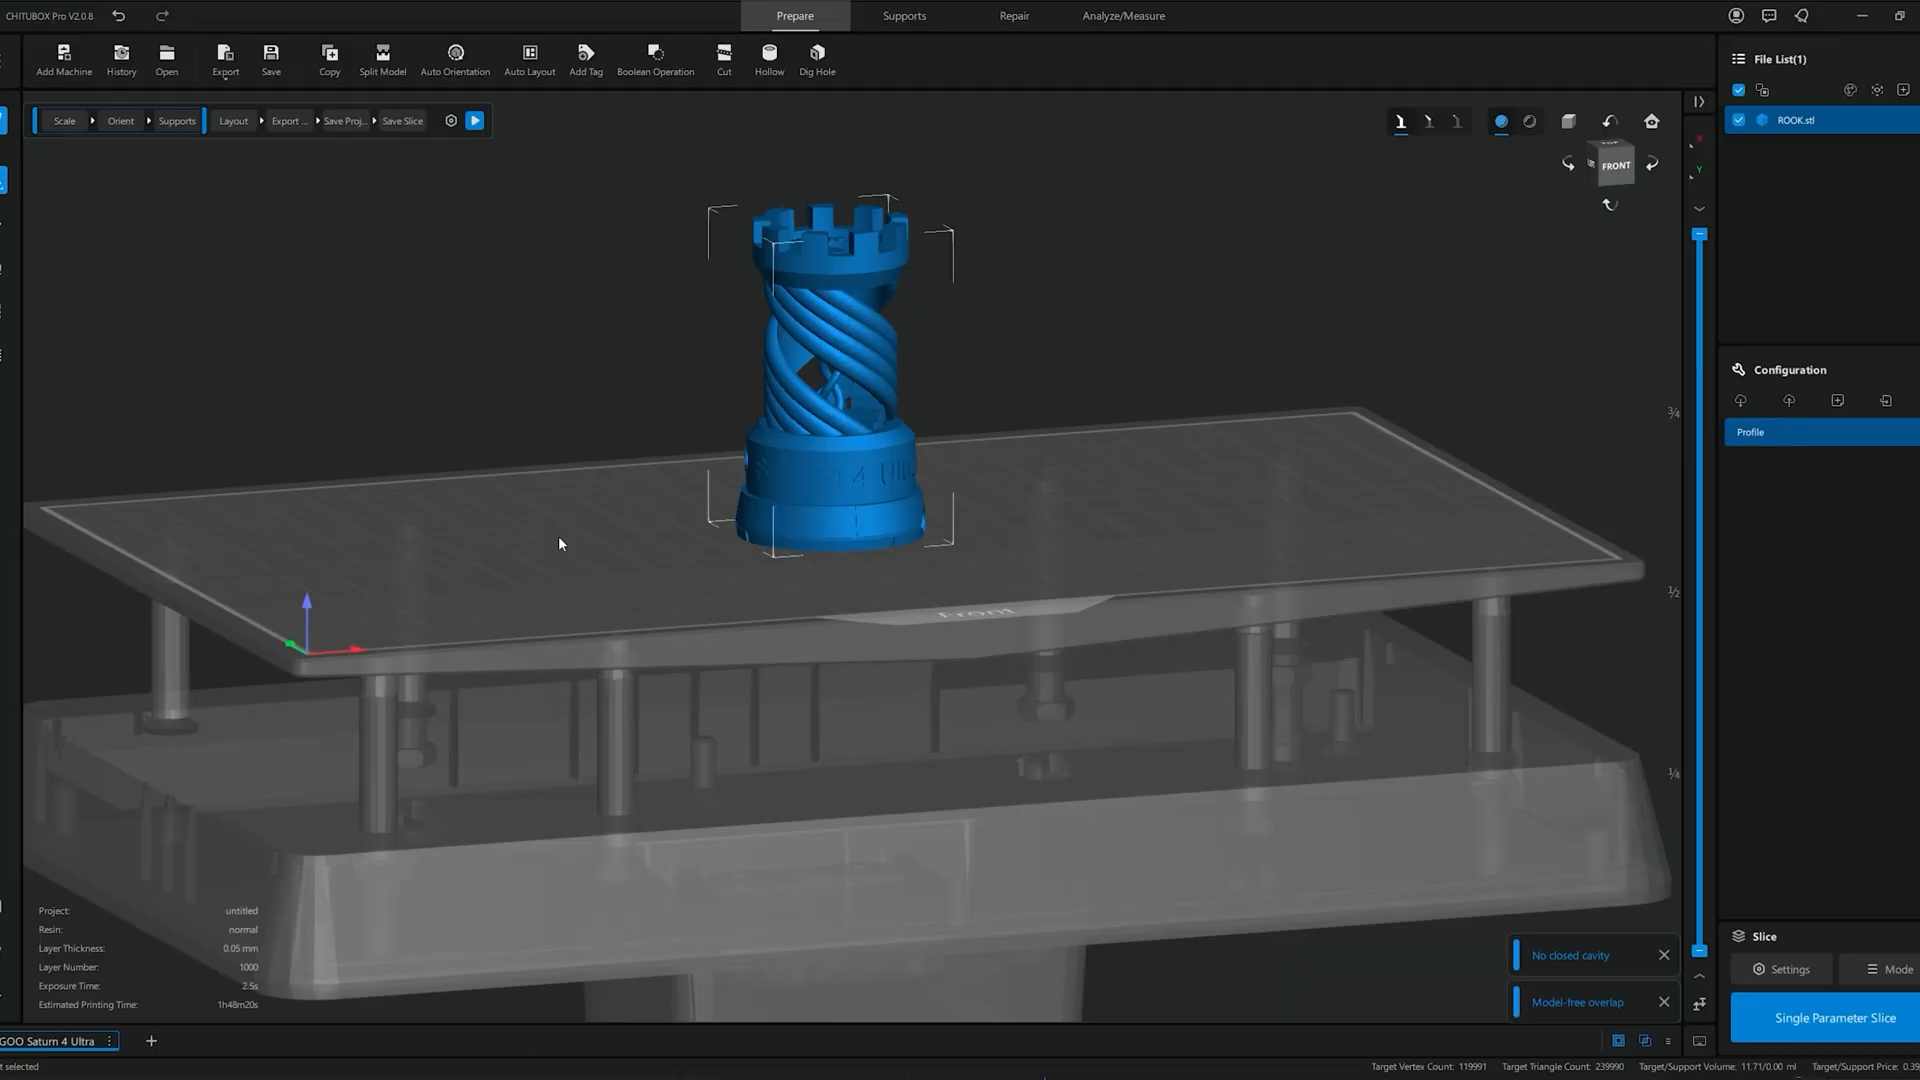 CHITUBOX Pro V2.0.8
Prepare
Supports
Repair
Analyze/Measure
Add Machine
History
Open
Export
Save
Copy
Split Model
Auto Orientation
Auto Layout
Add Tag
Boolean Operation
Cut
Hollow
Dig Hole
File List(1)
Scale
Orient
Supports
Layout
Export ...
Save Proj...
Save Slice
ROOK.stl
X
Y
FRONT
Configuration
3/4
Profile
4 U
1/2
Front
1/4
Project: untitled
Resin: normal
Layer Thickness: 0.05 mm
Layer Number: 1000
Exposure Time: 2.5s
Estimated Printing Time: 1h48m20s
No closed cavity
Model-free overlap
Slice
Settings
Mode
Single Parameter Slice
GOO Saturn 4 Ultra
t selected
Target Vertex Count: 119991
Target Triangle Count: 239990
Target/Support Volume: 11.71/0.00 ml
Target/Support Price: 0.39